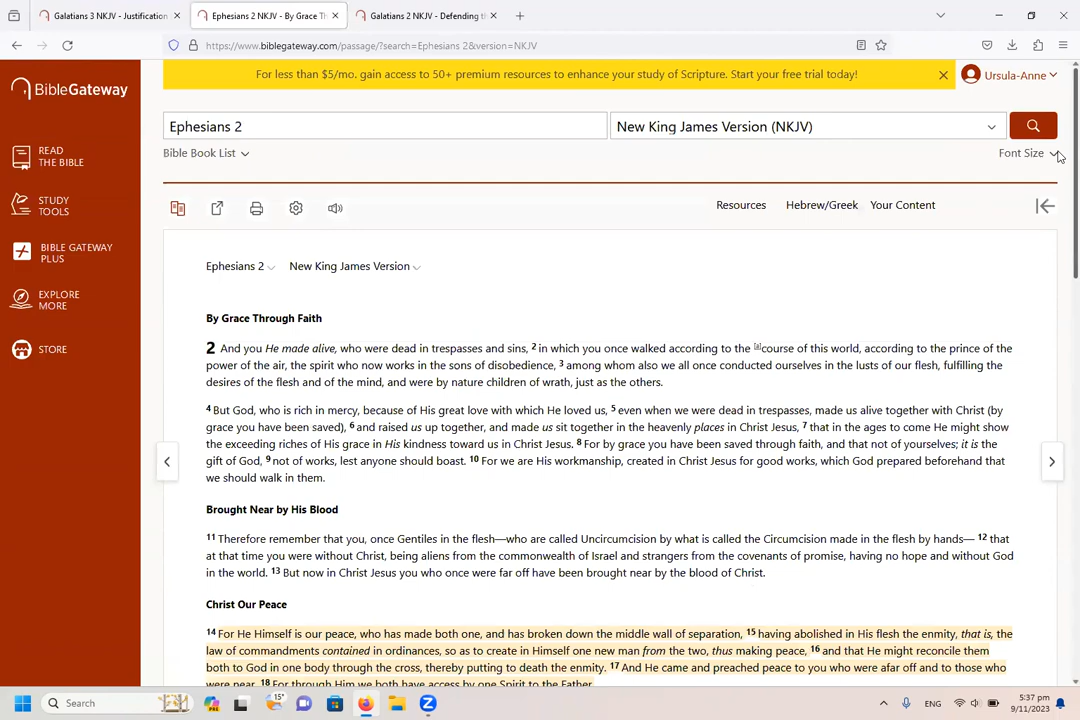 Galatians 3 NKJV - Justification
Ephesians 2 NKJV - By Grace Th
Galatians 2 NKJV - Defending th
https://www.biblegateway.com/passage/?search=Ephesians 2&version=NKJV
For less than $5/mo. gain access to 50+ premium resources to enhance your study of Scripture. Start your free trial today!
Ursula-Anne
BibleGateway
Ephesians 2
New King James Version (NKJV)
Bible Book List
Font Size
READ
THE BIBLE
STUDY
TOOLS
BIBLE GATEWAY
PLUS
EXPLORE
MORE
STORE
Resources
Hebrew/Greek
Your Content
Ephesians 2
New King James Version
By Grace Through Faith
2 And you He made alive, who were dead in trespasses and sins, 2 in which you once walked according to the [a]course of this world, according to the prince of the
power of the air, the spirit who now works in the sons of disobedience, 3 among whom also we all once conducted ourselves in the lusts of our flesh, fulfilling the
desires of the flesh and of the mind, and were by nature children of wrath, just as the others.
4 But God, who is rich in mercy, because of His great love with which He loved us, 5 even when we were dead in trespasses, made us alive together with Christ (by
grace you have been saved), 6 and raised us up together, and made us sit together in the heavenly places in Christ Jesus, 7 that in the ages to come He might show
the exceeding riches of His grace in His kindness toward us in Christ Jesus. 8 For by grace you have been saved through faith, and that not of yourselves; it is the
gift of God, 9 not of works, lest anyone should boast. 10 For we are His workmanship, created in Christ Jesus for good works, which God prepared beforehand that
we should walk in them.
Brought Near by His Blood
11 Therefore remember that you, once Gentiles in the flesh—who are called Uncircumcision by what is called the Circumcision made in the flesh by hands— 12 that
at that time you were without Christ, being aliens from the commonwealth of Israel and strangers from the covenants of promise, having no hope and without God
in the world. 13 But now in Christ Jesus you who once were far off have been brought near by the blood of Christ.
Christ Our Peace
14 For He Himself is our peace, who has made both one, and has broken down the middle wall of separation, 15 having abolished in His flesh the enmity, that is, the
law of commandments contained in ordinances, so as to create in Himself one new man from the two, thus making peace, 16 and that He might reconcile them
both to God in one body through the cross, thereby putting to death the enmity. 17 And He came and preached peace to you who were afar off and to those who
were near. 18 For through Him we both have access by one Spirit to the Father.
Search
15°
ENG
5:37 pm
9/11/2023